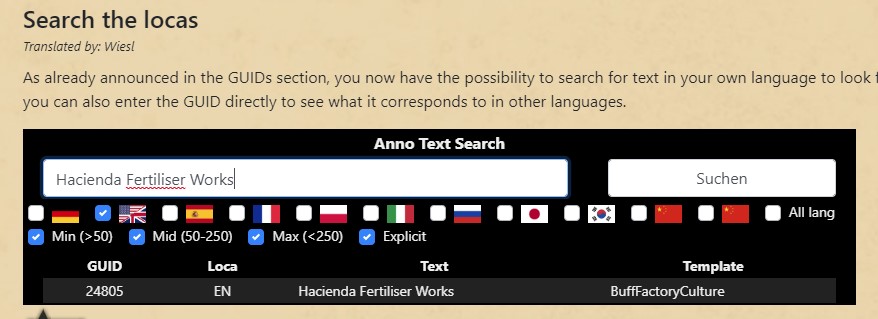 Search the locas
Translated by: Wiesl
As already announced in the GUIDs section, you now have the possibility to search for text in your own language to look f
you can also enter the GUID directly to see what it corresponds to in other languages.
Anno Text Search
Hacienda Fertiliser Works
Suchen
All lang
Min (>50) Mid (50-250) Max (<250) Explicit
GUID Loca Text Template
24805 EN Hacienda Fertiliser Works BuffFactoryCulture